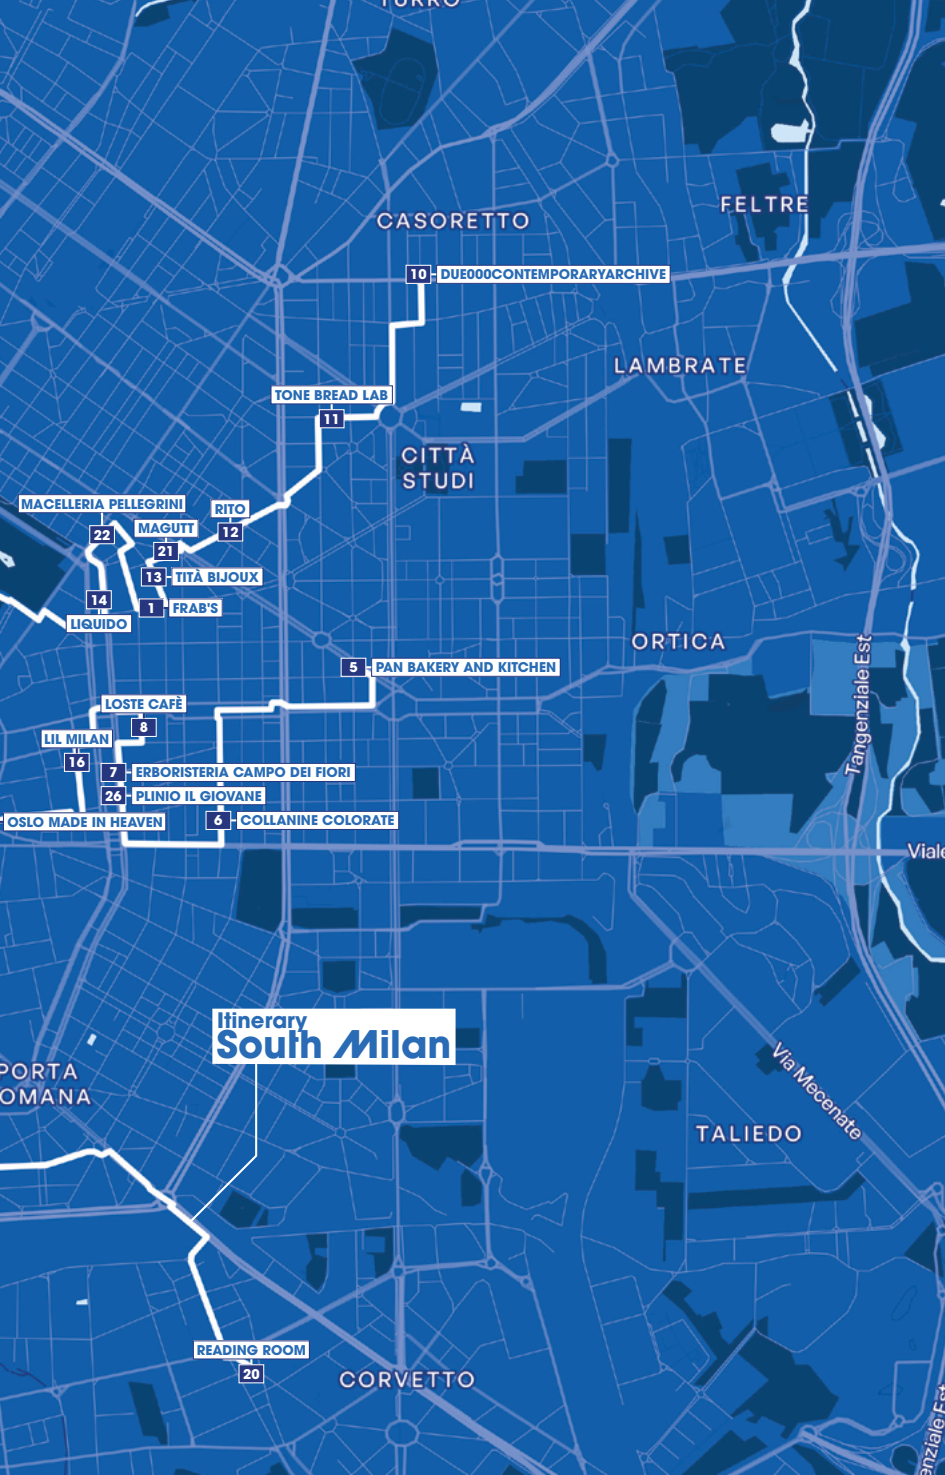 TURRO
FELTRE
CASORETTO
10 DUE000CONTEMPORARYARCHIVE
LAMBRATE
TONE BREAD LAB
11
CITTÀ
STUDI
MACELLERIA PELLEGRINI
22
RITO
12
MAGUTT
21
13 TITÀ BIJOUX
14
LIQUIDO
1 FRAB'S
ORTICA
5 PAN BAKERY AND KITCHEN
Tangenziale Est
LOSTE CAFÈ
8
LIL MILAN
16
7 ERBORISTERIA CAMPO DEI FIORI
26 PLINIO IL GIOVANE
OSLO MADE IN HEAVEN
6 COLLANINE COLORATE
Viale
Itinerary
South Milan
PORTA
OMANA
Via Mecenate
TALIEDO
READING ROOM
20
CORVETTO
enziale Est